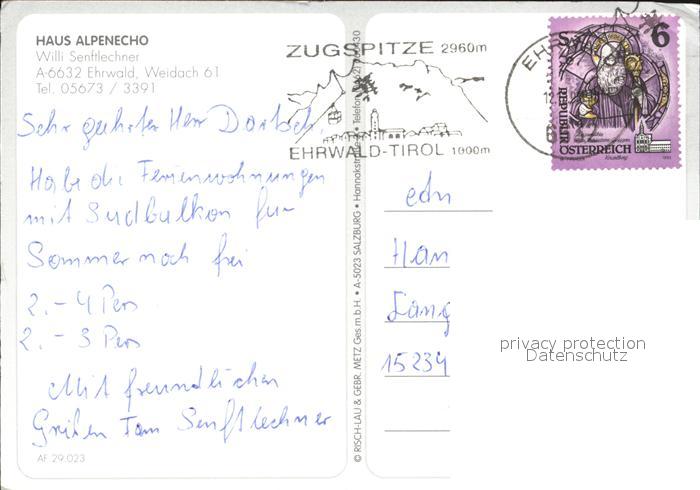 HAUS ALPENECHO
Willi Senftlechner
A-6632 Ehrwald, Weidach 61
Tel. 05673 / 3391
Sehr geehrter Herr
Habe die Ferienwohnungen
mit Südbalkon für
Sommer noch frei
2.-4 Pers
2.-3 Pers
Mit freundlichen
Grüßen Fam Senftlechner
AF 29.023
© RISCH-LAU & GEBR. METZ Ges.m.b.H. • A-5023 SALZBURG •
ZUGSPITZE 2960m
EHRWALD-TIROL 1000m
6
REPUBLIK
ÖSTERREICH
Han
Lang
15234
privacy protection
Datenschutz